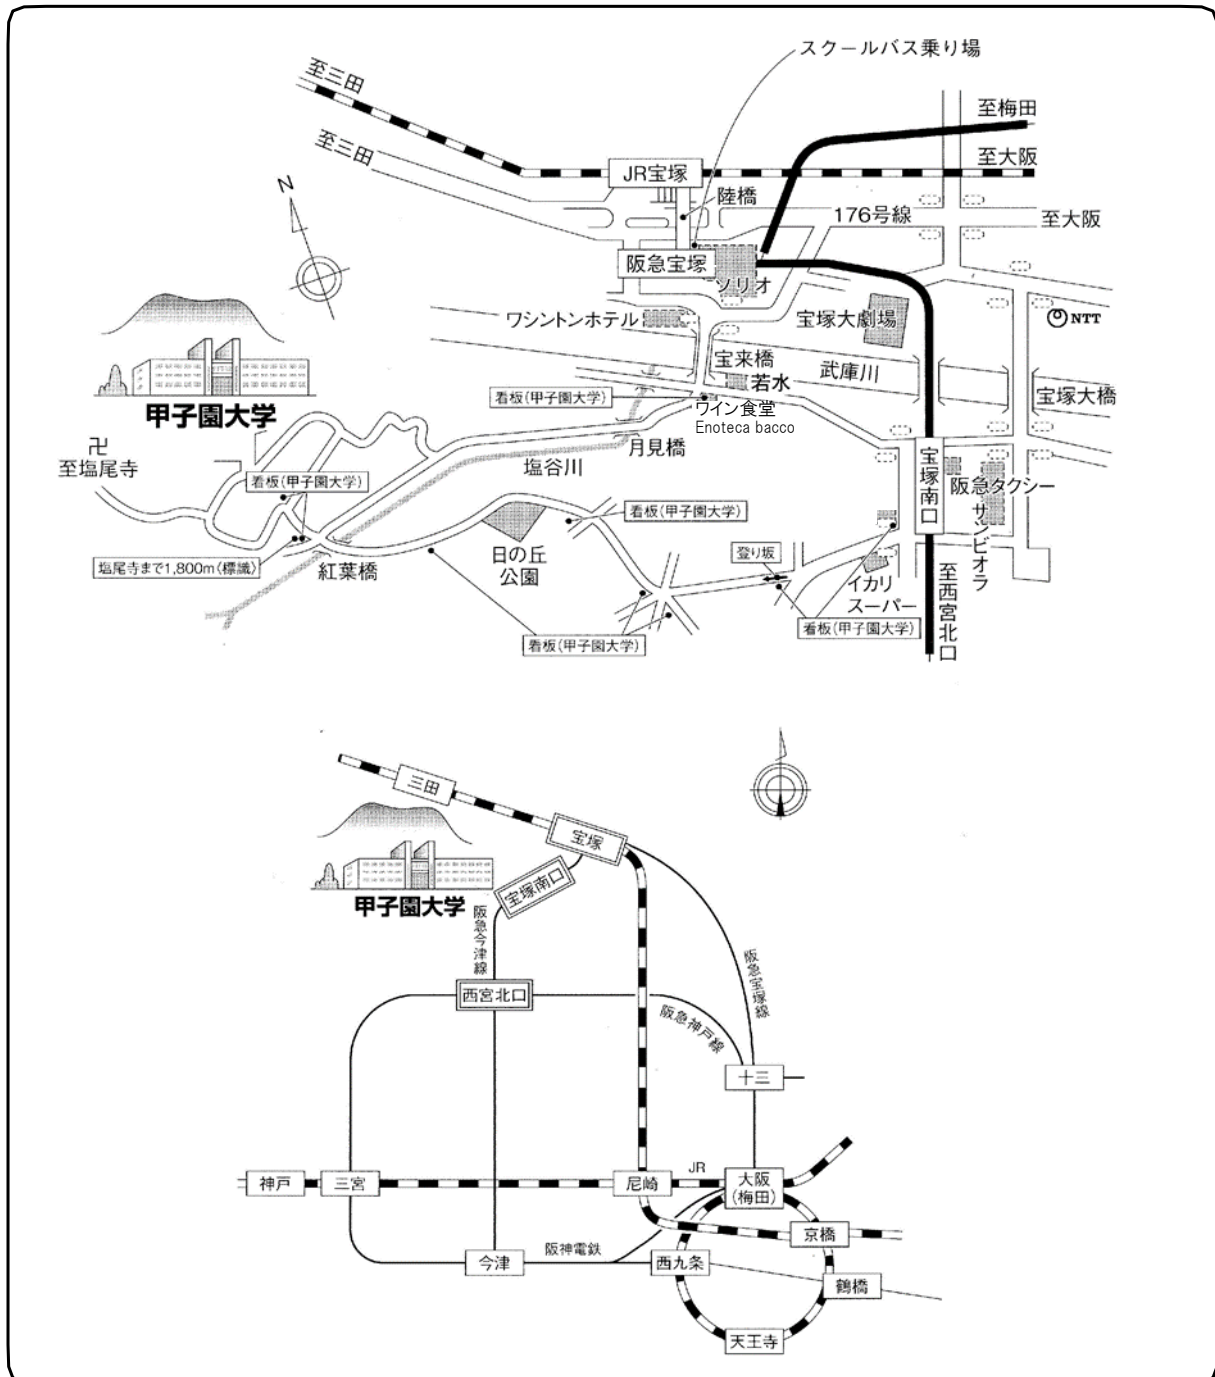 スクールバス乗り場
至三田
至梅田
至三田
JR宝塚
至大阪
陸橋
176号線
至大阪
N
阪急宝塚
ソリオ
ワシントンホテル
宝塚大劇場
NTT
宝来橋
武庫川
若水
宝塚大橋
看板(甲子園大学)
ワイン食堂
Enoteca bacco
甲子園大学
卍
至塩尾寺
月見橋
塩谷川
宝塚南口
阪急タクシー
サンビオラ
看板(甲子園大学)
看板(甲子園大学)
日の丘
公園
登り坂
塩尾寺まで1,800m〈標識〉
紅葉橋
イカリ
スーパー
至西宮北口
看板(甲子園大学)
看板(甲子園大学)
三田
宝塚
宝塚南口
甲子園大学
阪急今津線
阪急宝塚線
西宮北口
阪急神戸線
十三
JR
神戸
三宮
尼崎
大阪
(梅田)
京橋
阪神電鉄
今津
西九条
鶴橋
天王寺